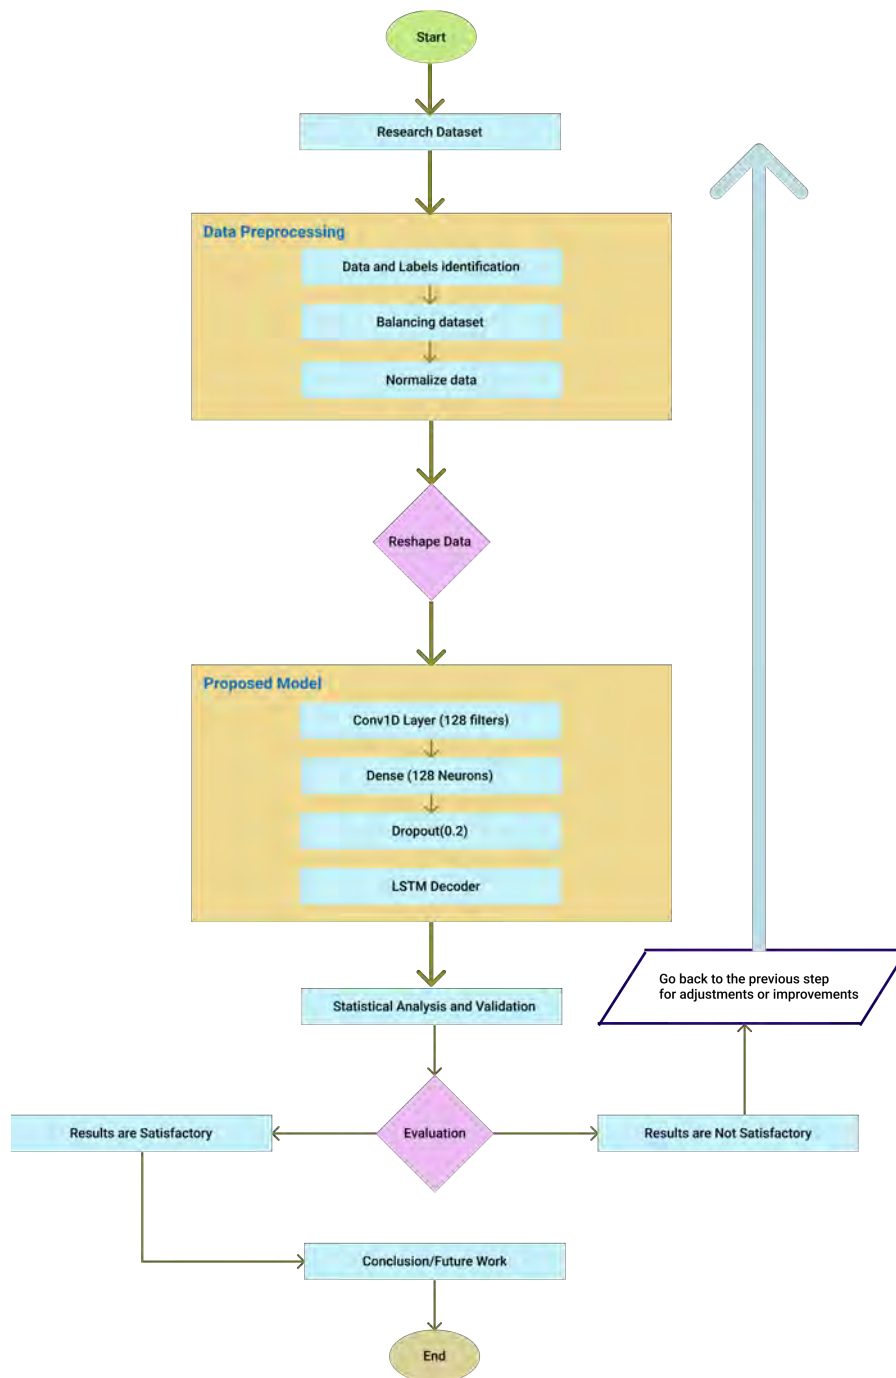 Start
Research Dataset
Data Preprocessing
Data and Labels identification
Balancing dataset
Normalize data
Reshape Data
Proposed Model
Conv1D Layer (128 filters)
Dense (128 Neurons)
Dropout(0.2)
LSTM Decoder
Go back to the previous step
for adjustments or improvements
Statistical Analysis and Validation
Results are Satisfactory
Evaluation
Results are Not Satisfactory
Conclusion/Future Work
End